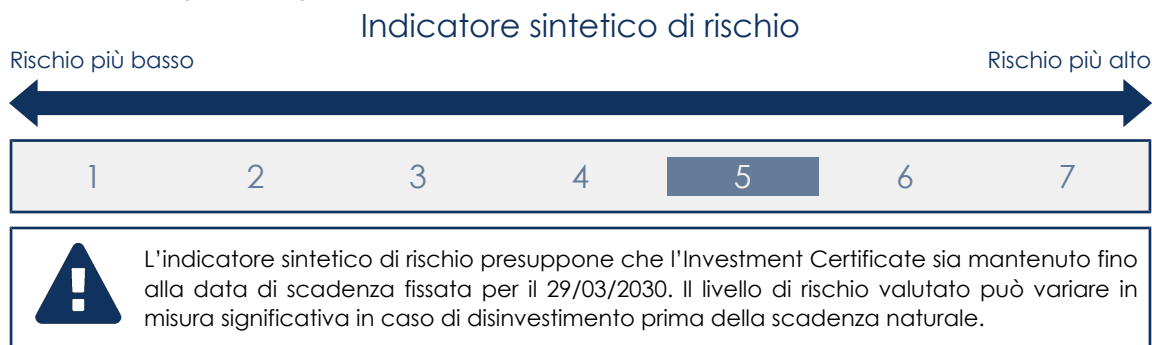 Indicatore sintetico di rischio
Rischio più basso
Rischio più alto
1 2 3 4 5 6 7
L'indicatore sintetico di rischio presuppone che l'Investment Certificate sia mantenuto fino
alla data di scadenza fissata per il 29/03/2030. Il livello di rischio valutato può variare in
misura significativa in caso di disinvestimento prima della scadenza naturale.